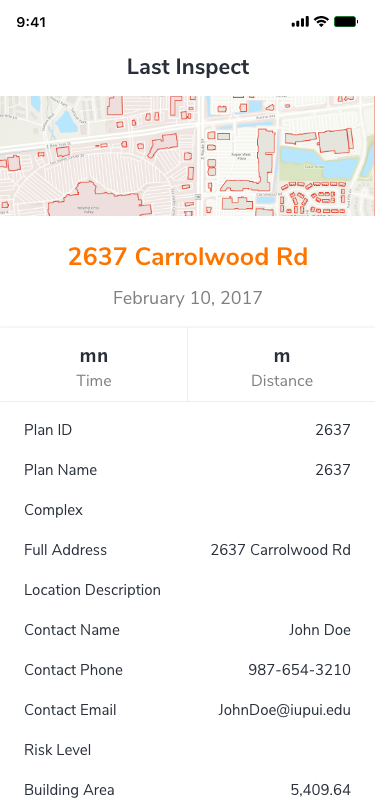 9:41
Last Inspect
2637 Carrolwood Rd
February 10, 2017
mn
Time
m
Distance
Plan ID 2637
Plan Name 2637
Complex
Full Address 2637 Carrolwood Rd
Location Description
Contact Name John Doe
Contact Phone 987-654-3210
Contact Email JohnDoe@iupui.edu
Risk Level
Building Area 5,409.64